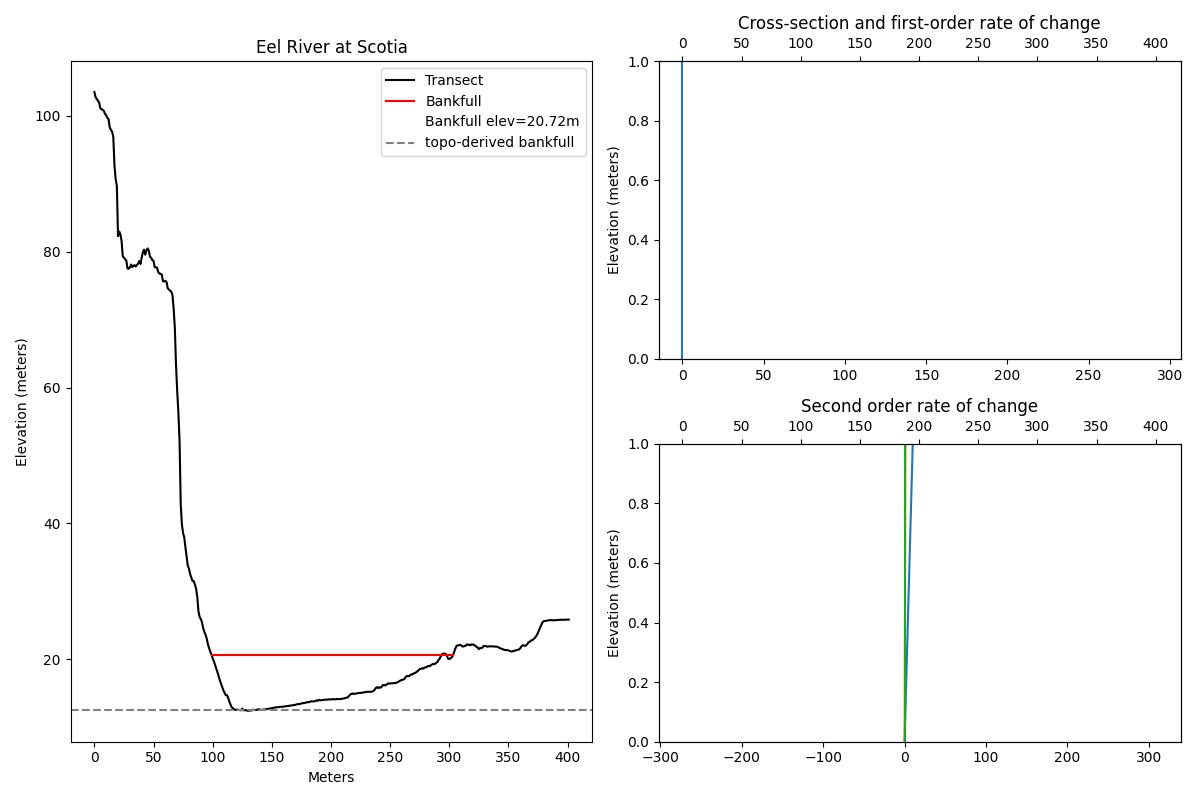 Eel River at Scotia
Transect
Bankfull
Bankfull elev=20.72m
topo-derived bankfull
100
80
60
40
20
Elevation (meters)
0 50 100 150 200 250 300 350 400
Meters
Cross-section and first-order rate of change
0 50 100 150 200 250 300 350 400
1.0
0.8
0.6
0.4
0.2
0.0
Elevation (meters)
0 50 100 150 200 250 300
Second order rate of change
0 50 100 150 200 250 300 350 400
1.0
0.8
0.6
0.4
0.2
0.0
Elevation (meters)
−300 −200 −100 0 100 200 300